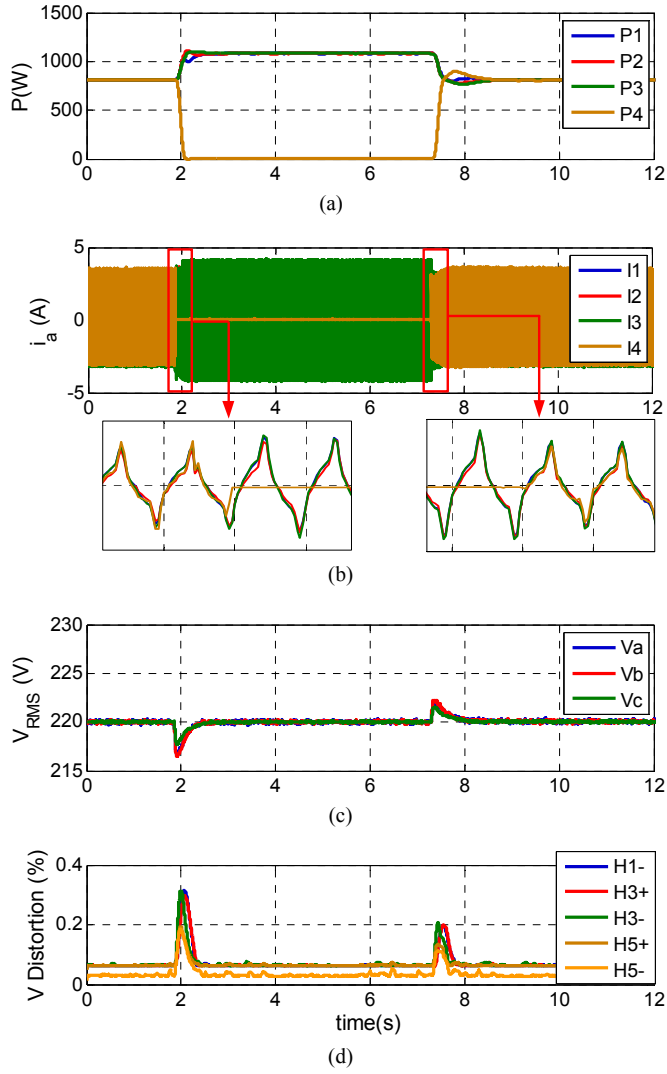 1500
1000
500
0
P(W)
P1
P2
P3
P4
0 2 4 6 8 10 12
(a)
5
0
-5
i_a (A)
I1
I2
I3
I4
0 2 4 6 8 10 12
(b)
230
225
220
215
V_RMS (V)
Va
Vb
Vc
0 2 4 6 8 10 12
(c)
0.4
0.2
0
V Distortion (%)
H1-
H3+
H3-
H5+
H5-
0 2 4 6 8 10 12
time(s)
(d)